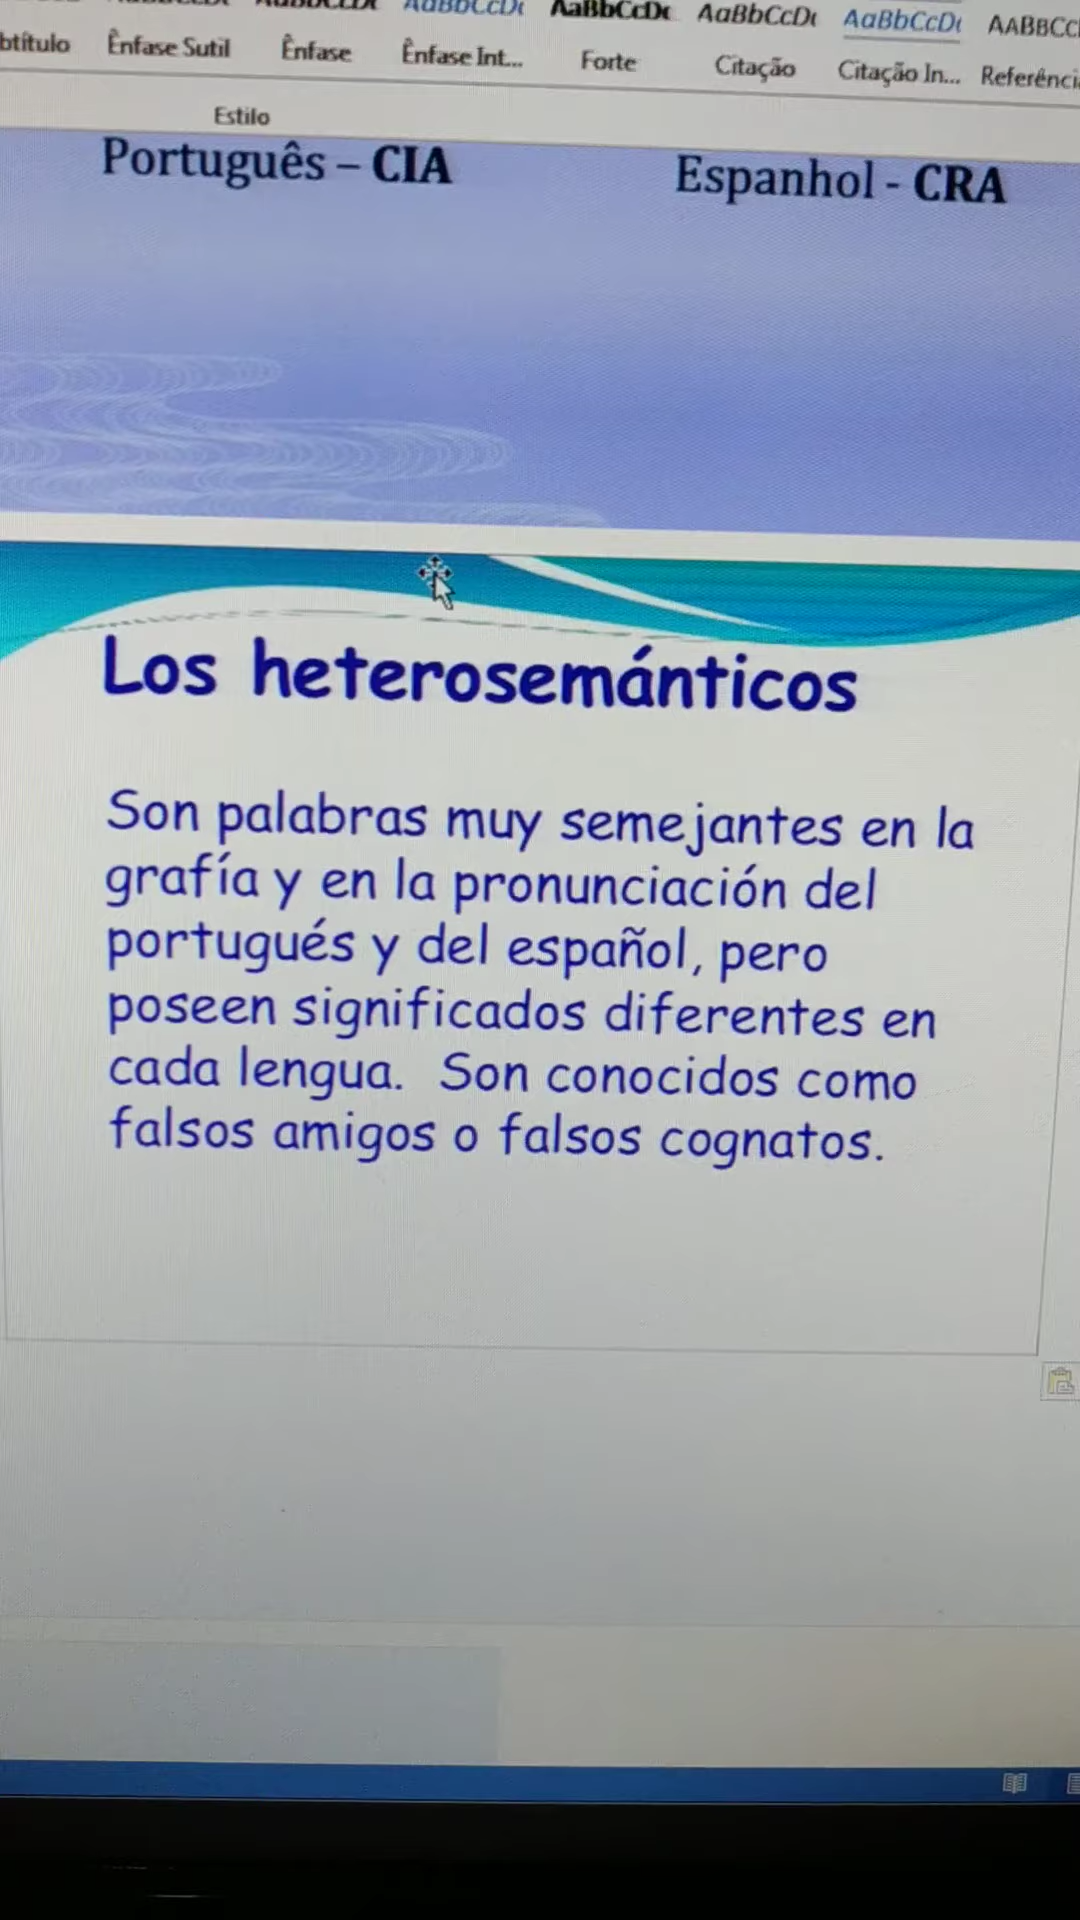 Ênfase Sutil Ênfase Ênfase Int... Forte Citação Citação In...
Estilo
Português – CIA Espanhol - CRA
Los heterosemánticos
Son palabras muy semejantes en la
grafía y en la pronunciación del
portugués y del español, pero
poseen significados diferentes en
cada lengua. Son conocidos como
falsos amigos o falsos cognatos.